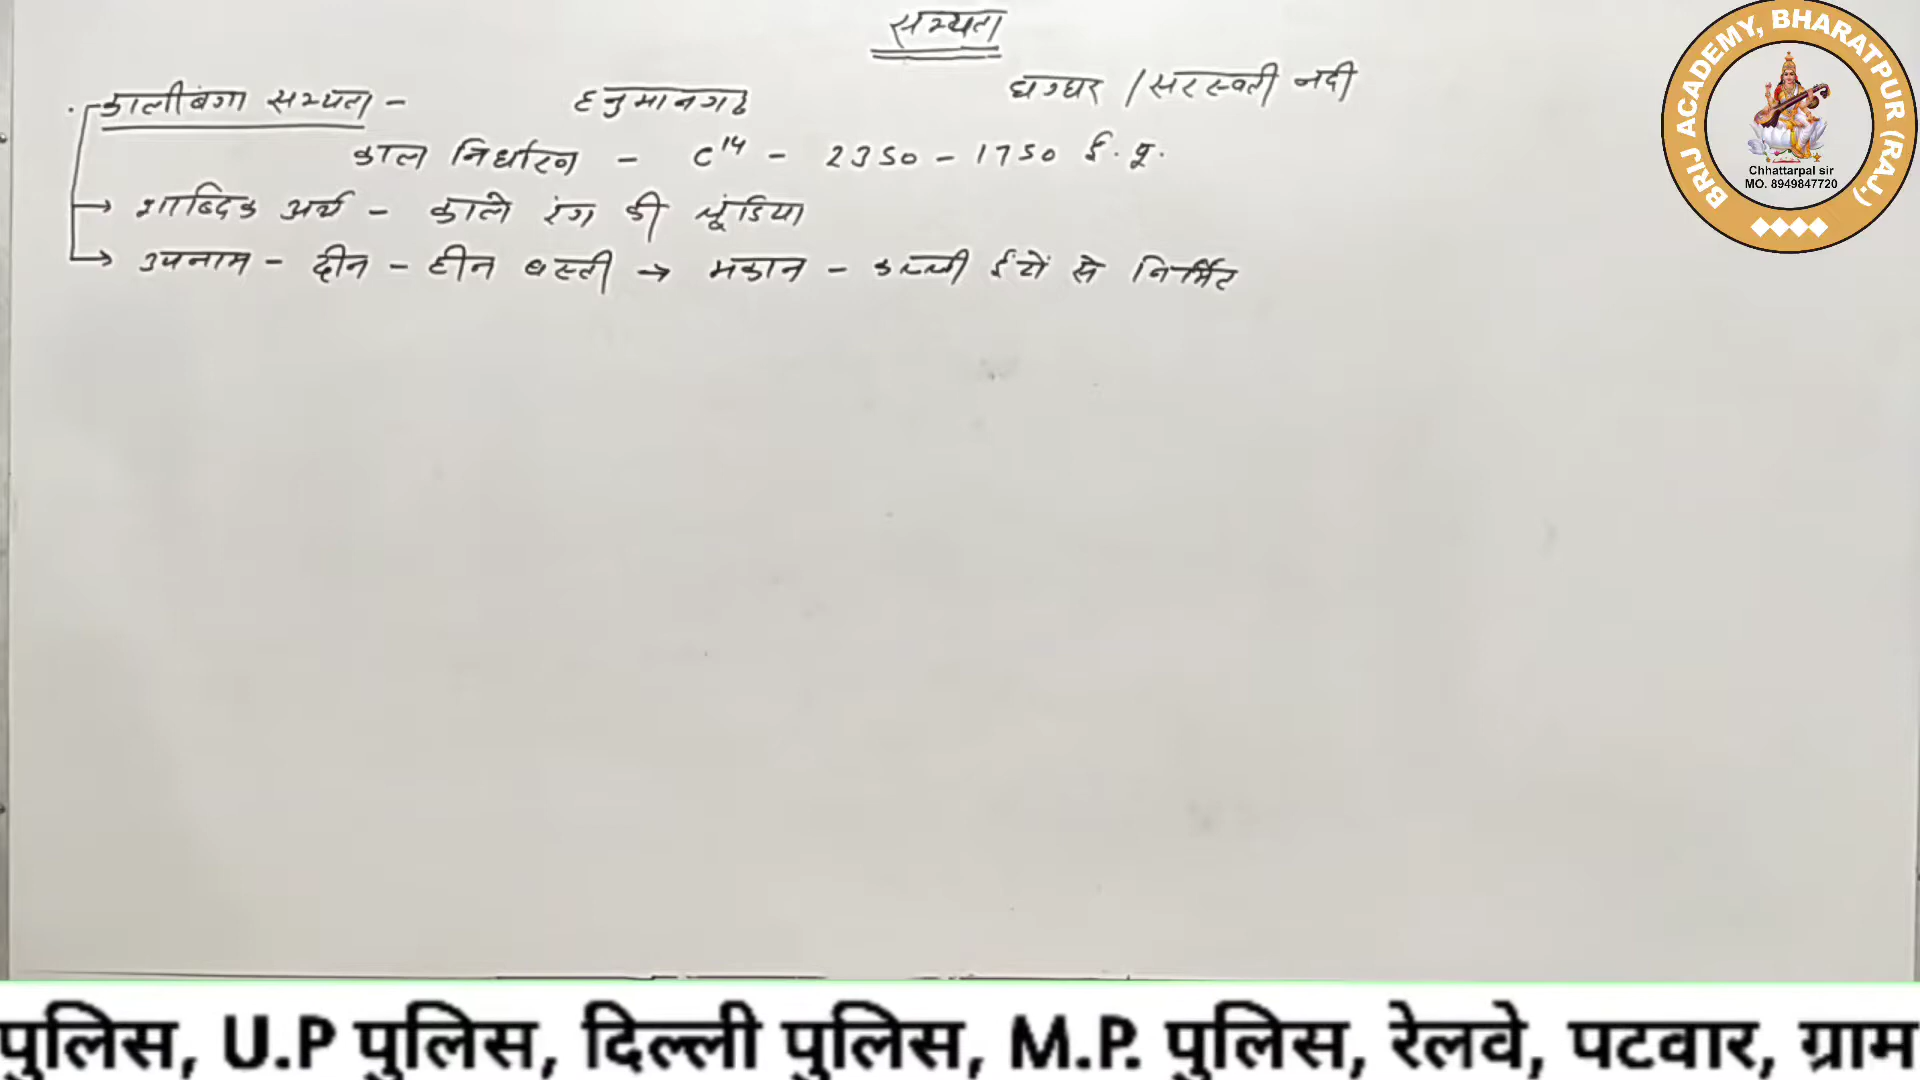 सभ्यता
कालीबंगा सभ्यता - हनुमानगढ घग्घर / सरस्वती नदी
काल निर्धारण - C¹⁴ - 2350 - 1750 ई. पू.
→ शाब्दिक अर्थ - काले रंग की चूंडिया
→ उपनाम - दीन - हीन बस्ती → मकान - कच्ची ईंटों से निर्मित
BRIJ ACADEMY, BHARATPUR (RAJ.)
Chhattarpal sir
MO. 8949847720
पुलिस, U.P पुलिस, दिल्ली पुलिस, M.P. पुलिस, रेलवे, पटवार, ग्राम